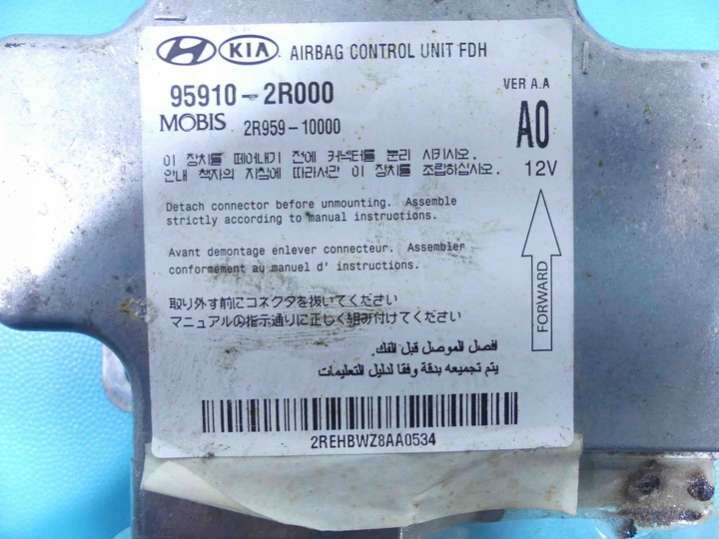 HYUNDAI KIA AIRBAG CONTROL UNIT FDH
95910-2R000 VER A.A
MOBIS 2R959-10000 A0
이 장치를 떼어내기 전에 커넥터를 분리 시키시오.
안내 책자의 지침에 따라서만 이 장치를 조립하십시오. 12V
Detach connector before unmounting. Assemble
strictly according to manual instructions.
Avant demontage enlever connecteur. Assembler
conformement au manuel d' instructions.
FORWARD
取り外す前にコネクタを抜いてください
マニュアルの指示通りに正しく組み付けてください
افصل الموصل قبل الفك.
يتم تجميعه بدقة وفقا لدليل التعليمات
2REHBWZ8AA0534